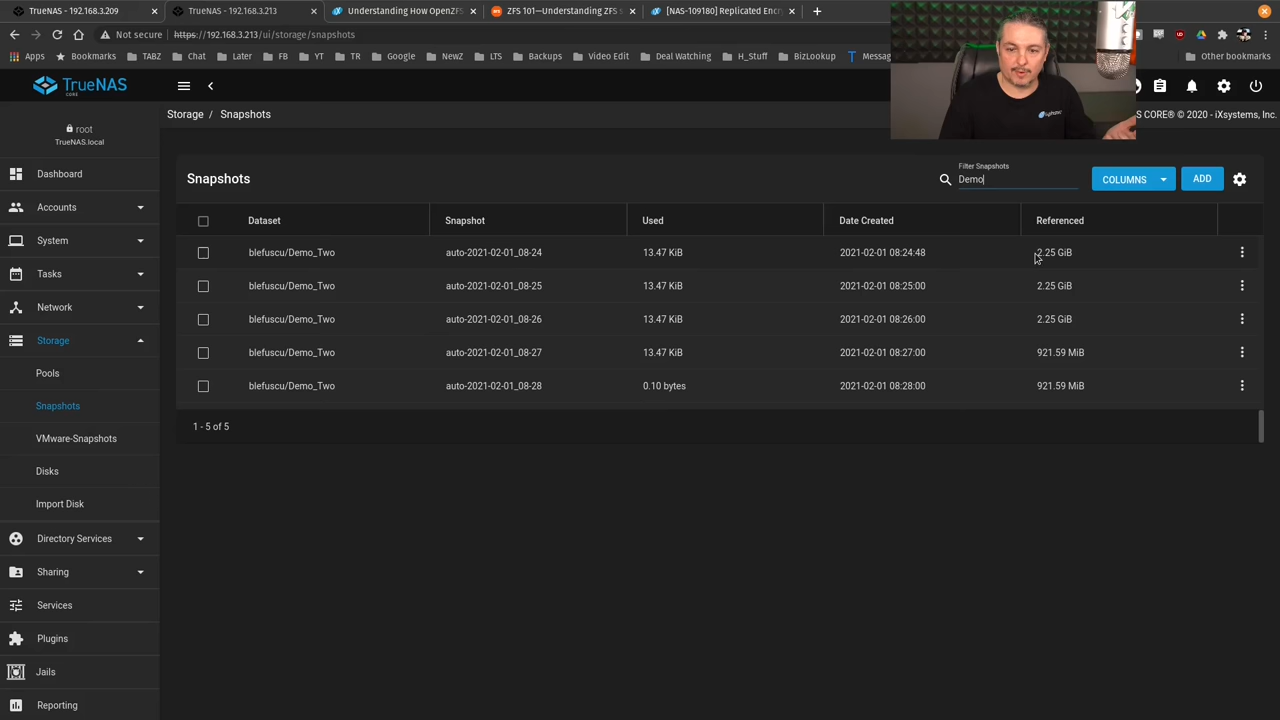 TrueNAS - 192.168.3.209
TrueNAS - 192.168.3.213
Understanding How OpenZFS
ZFS 101—Understanding ZFS s
[NAS-109180] Replicated Enc
Not secure
https://192.168.3.213/ui/storage/snapshots
Apps
Bookmarks
TABZ
Chat
Later
FB
YT
TR
Google
NewZ
LTS
Backups
Video Edit
Deal Watching
H_Stuff
BizLookup
Messa
Other bookmarks
TrueNAS
CORE
Storage / Snapshots
S CORE® © 2020 - iXsystems, Inc.
root
TrueNAS.local
Dashboard
Accounts
System
Tasks
Network
Storage
Pools
Snapshots
VMware-Snapshots
Disks
Import Disk
Directory Services
Sharing
Services
Plugins
Jails
Reporting
Snapshots
Filter Snapshots
Demo
COLUMNS
ADD
Dataset Snapshot Used Date Created Referenced
blefuscu/Demo_Two auto-2021-02-01_08-24 13.47 KiB 2021-02-01 08:24:48 2.25 GiB
blefuscu/Demo_Two auto-2021-02-01_08-25 13.47 KiB 2021-02-01 08:25:00 2.25 GiB
blefuscu/Demo_Two auto-2021-02-01_08-26 13.47 KiB 2021-02-01 08:26:00 2.25 GiB
blefuscu/Demo_Two auto-2021-02-01_08-27 13.47 KiB 2021-02-01 08:27:00 921.59 MiB
blefuscu/Demo_Two auto-2021-02-01_08-28 0.10 bytes 2021-02-01 08:28:00 921.59 MiB
1 - 5 of 5